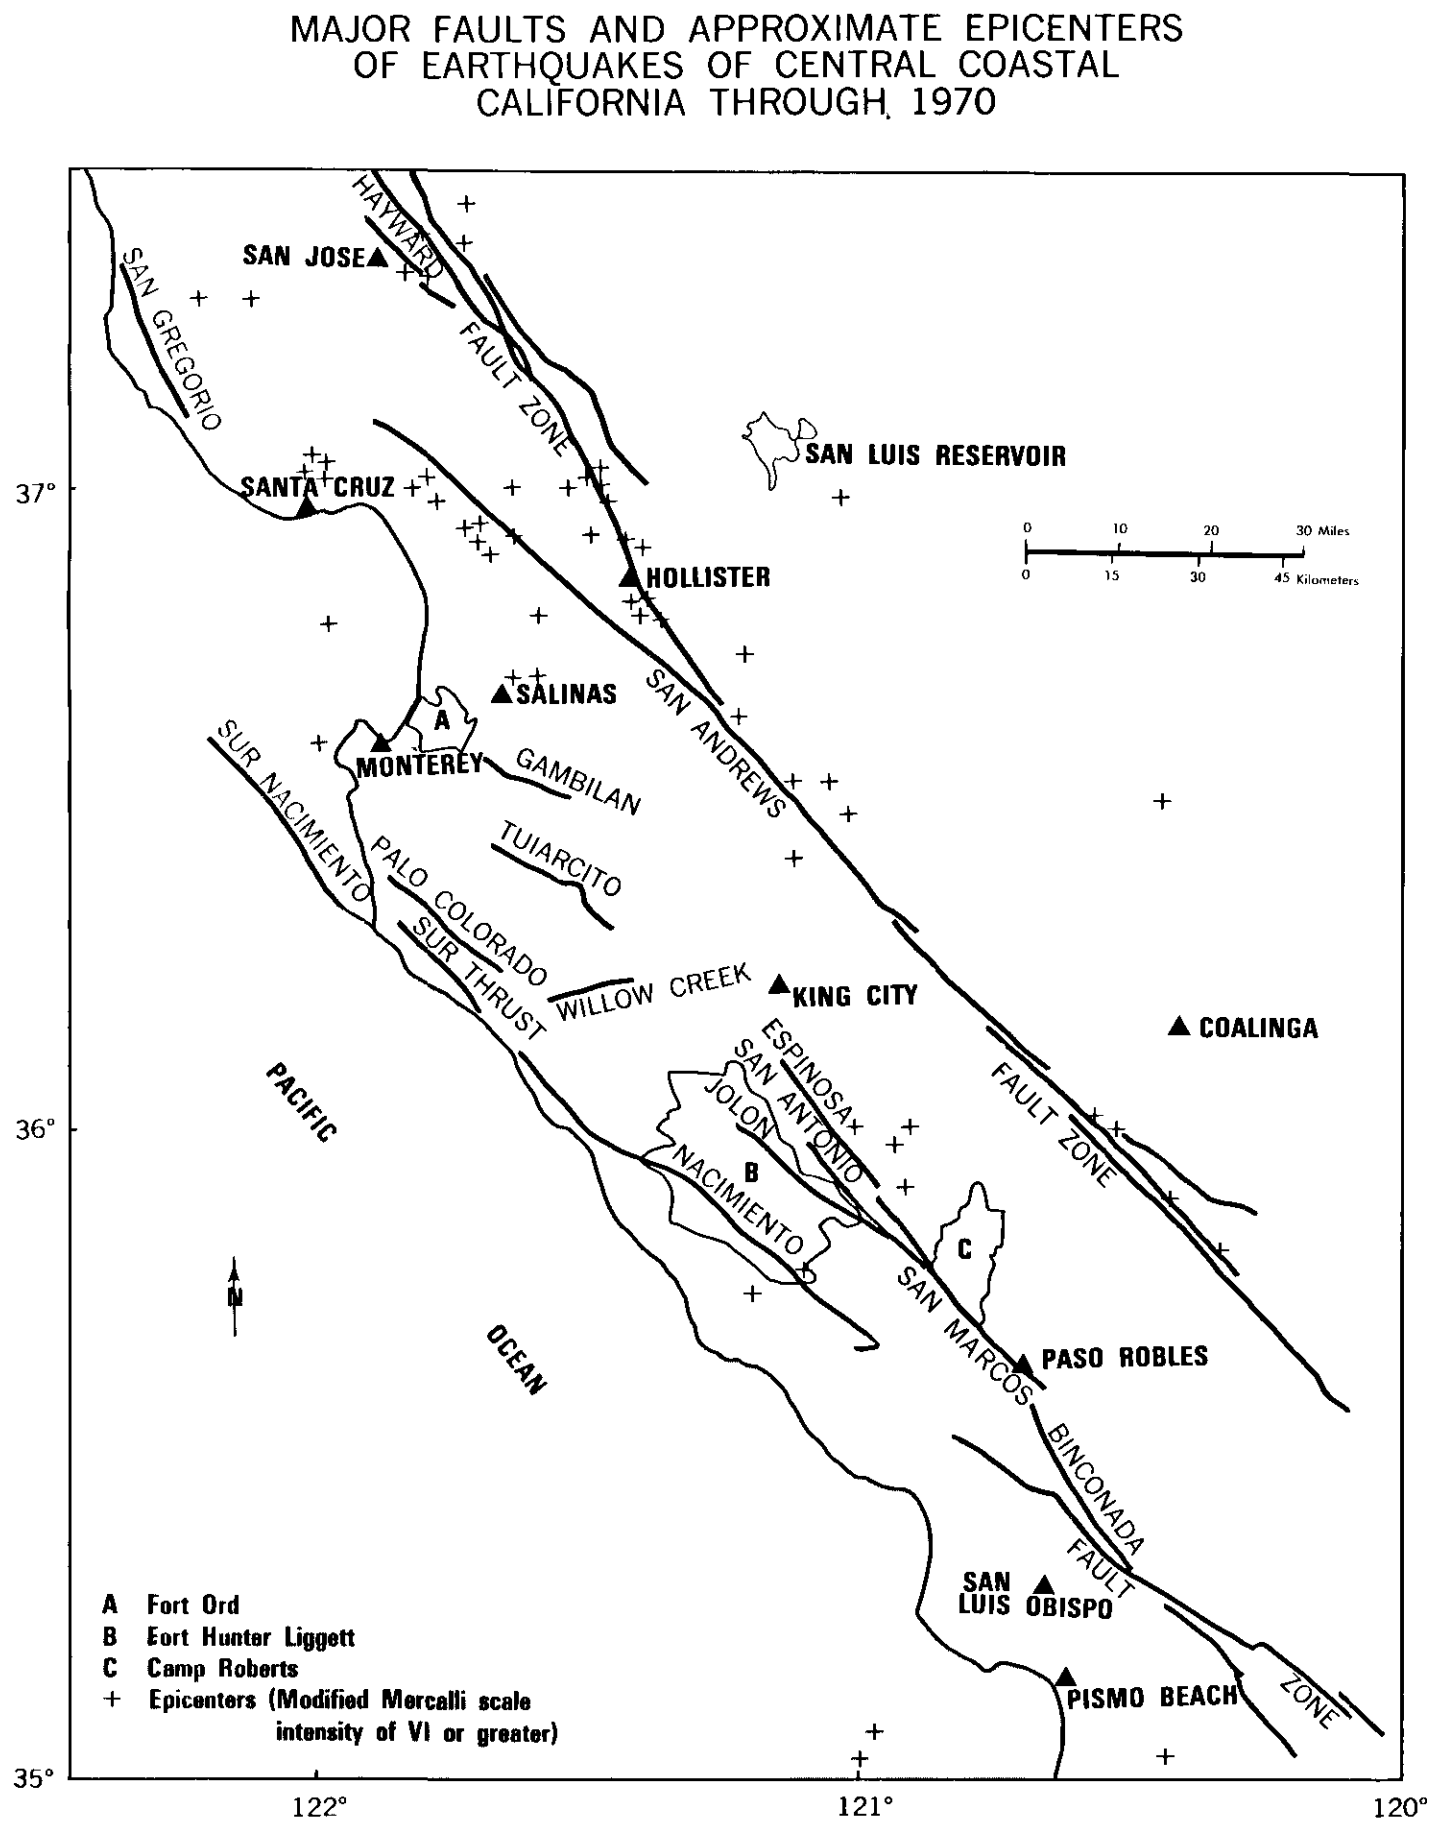 MAJOR FAULTS AND APPROXIMATE EPICENTERS
OF EARTHQUAKES OF CENTRAL COASTAL
CALIFORNIA THROUGH, 1970
HAYWARD
SAN JOSE
SAN GREGORIO
FAULT ZONE
SAN LUIS RESERVOIR
SANTA CRUZ
37°
0 10 20 30 Miles
0 15 30 45 Kilometers
HOLLISTER
SAN ANDREWS
SALINAS
A
MONTEREY
SUR NACIMIENTO
GAMBILAN
TUIARCITO
PALO COLORADO
SUR THRUST
WILLOW CREEK
KING CITY
COALINGA
ESPINOSA
SAN ANTONIO
JOLON
FAULT ZONE
PACIFIC
36°
B
NACIMIENTO
C
N
SAN MARCOS
OCEAN
PASO ROBLES
BINCONADA
FAULT
SAN
LUIS OBISPO
ZONE
PISMO BEACH
A Fort Ord
B Eort Hunter Liggett
C Camp Roberts
+ Epicenters (Modified Mercalli scale
intensity of VI or greater)
35°
122° 121° 120°